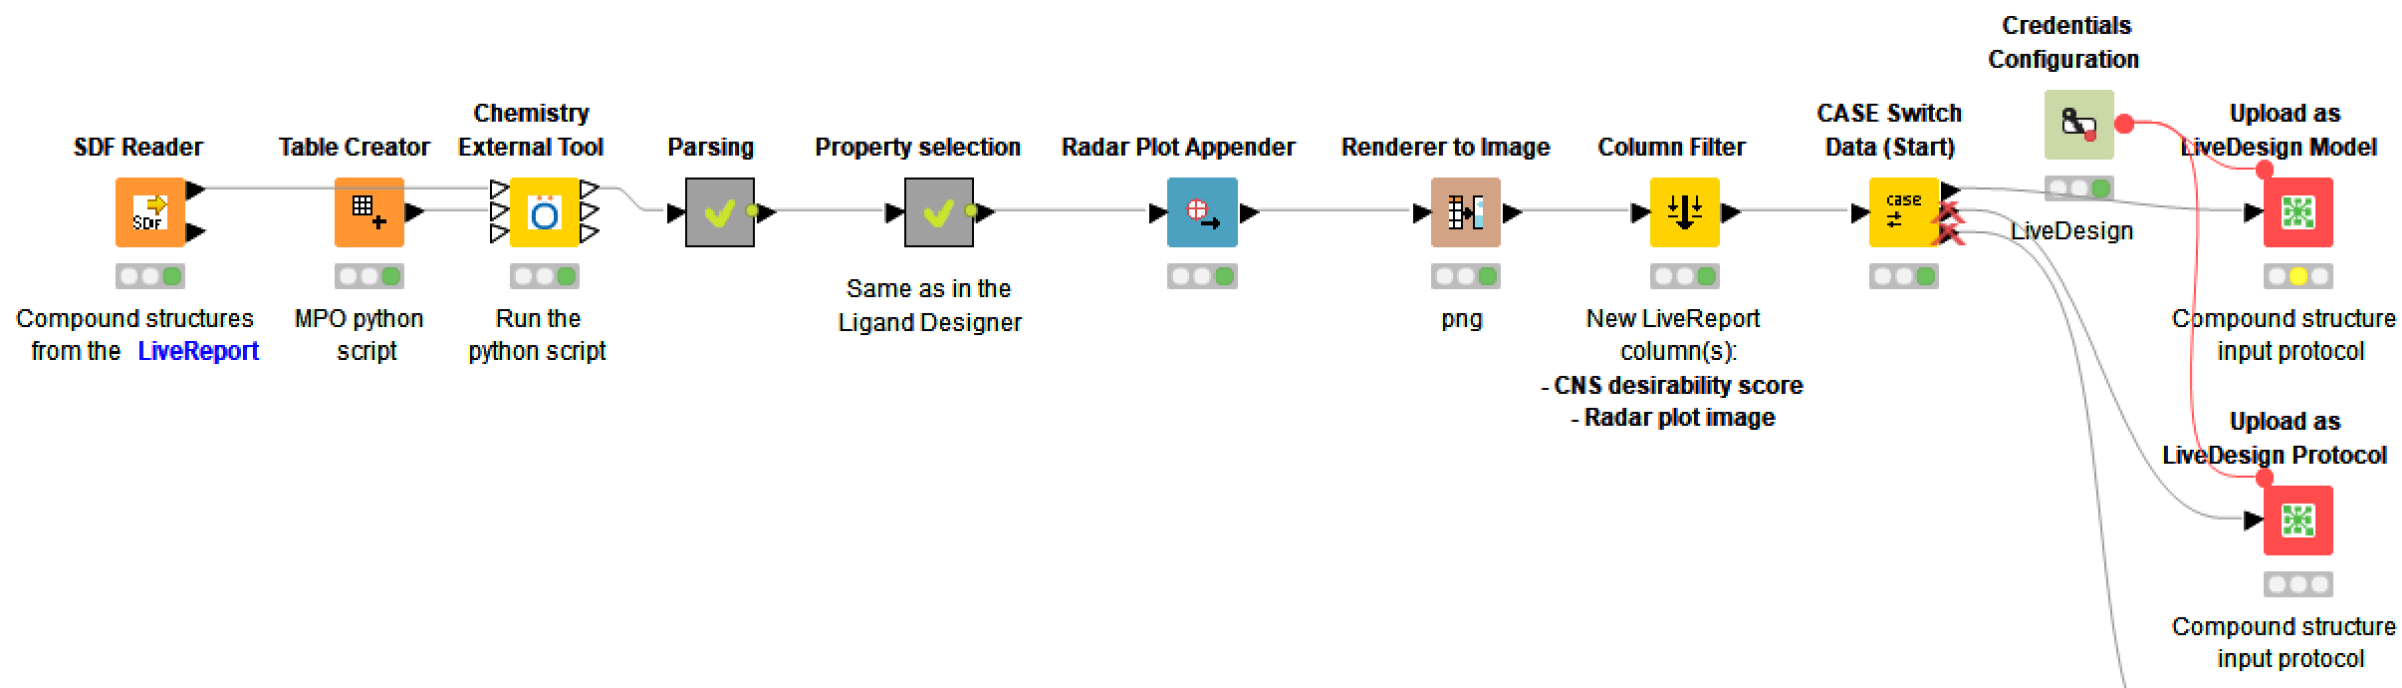 SDF Reader
SDF
Compound structures
from the LiveReport
Table Creator
MPO python
script
Chemistry
External Tool
Run the
python script
Parsing
Property selection
Same as in the
Ligand Designer
Radar Plot Appender
Renderer to Image
png
Column Filter
New LiveReport
column(s):
- CNS desirability score
- Radar plot image
CASE Switch
Data (Start)
case
Credentials
Configuration
LiveDesign
Upload as
LiveDesign Model
Compound structure
input protocol
Upload as
LiveDesign Protocol
Compound structure
input protocol